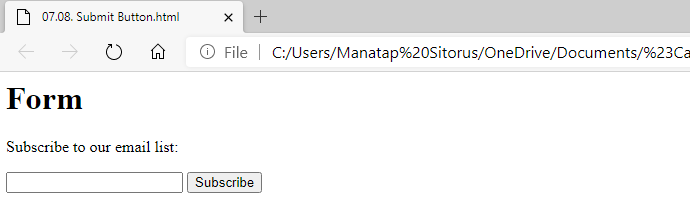 07.08. Submit Button.html
File | C:/Users/Manatap%20Sitorus/OneDrive/Documents/%23Ca
Form
Subscribe to our email list:
Subscribe